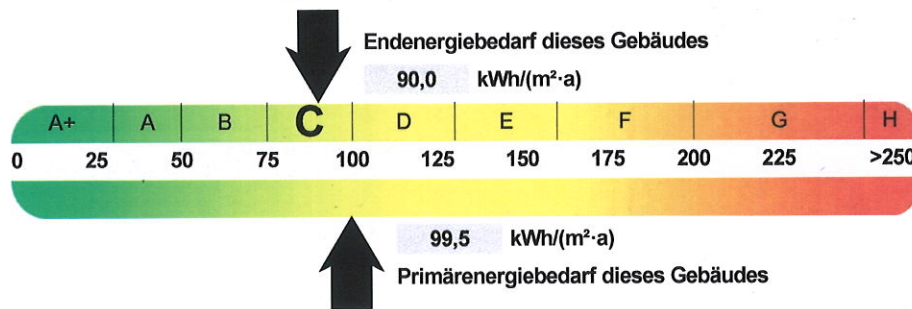 Endenergiebedarf dieses Gebäudes
90,0 kWh/(m²·a)
A+ A B C D E F G H
0 25 50 75 100 125 150 175 200 225 >250
99,5 kWh/(m²·a)
Primärenergiebedarf dieses Gebäudes